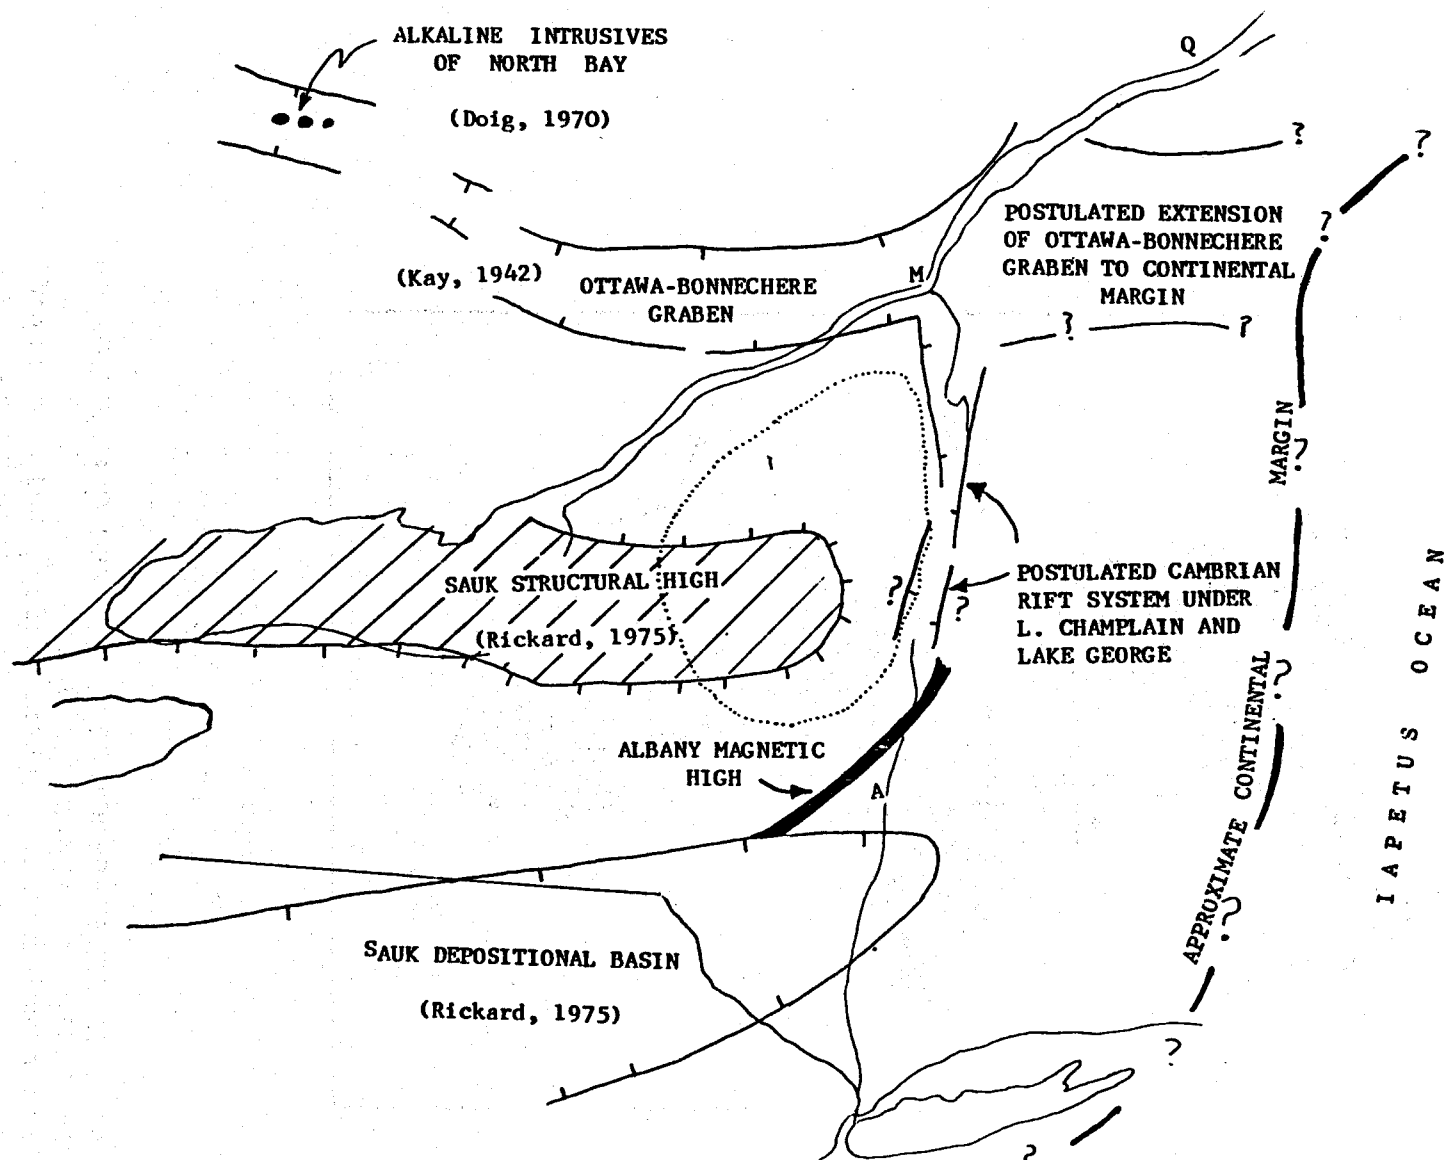 ALKALINE INTRUSIVES
OF NORTH BAY
(Doig, 1970)
Q
?
?
POSTULATED EXTENSION
OF OTTAWA-BONNECHERE
GRABEN TO CONTINENTAL
MARGIN
?
(Kay, 1942)
OTTAWA-BONNECHERE
GRABEN
M
?
?
APPROXIMATE CONTINENTAL MARGIN
?
IAPETUS OCEAN
SAUK STRUCTURAL HIGH
(Rickard, 1975)
?
?
POSTULATED CAMBRIAN
RIFT SYSTEM UNDER
L. CHAMPLAIN AND
LAKE GEORGE
?
ALBANY MAGNETIC
HIGH
A
?
SAUK DEPOSITIONAL BASIN
(Rickard, 1975)
?
?